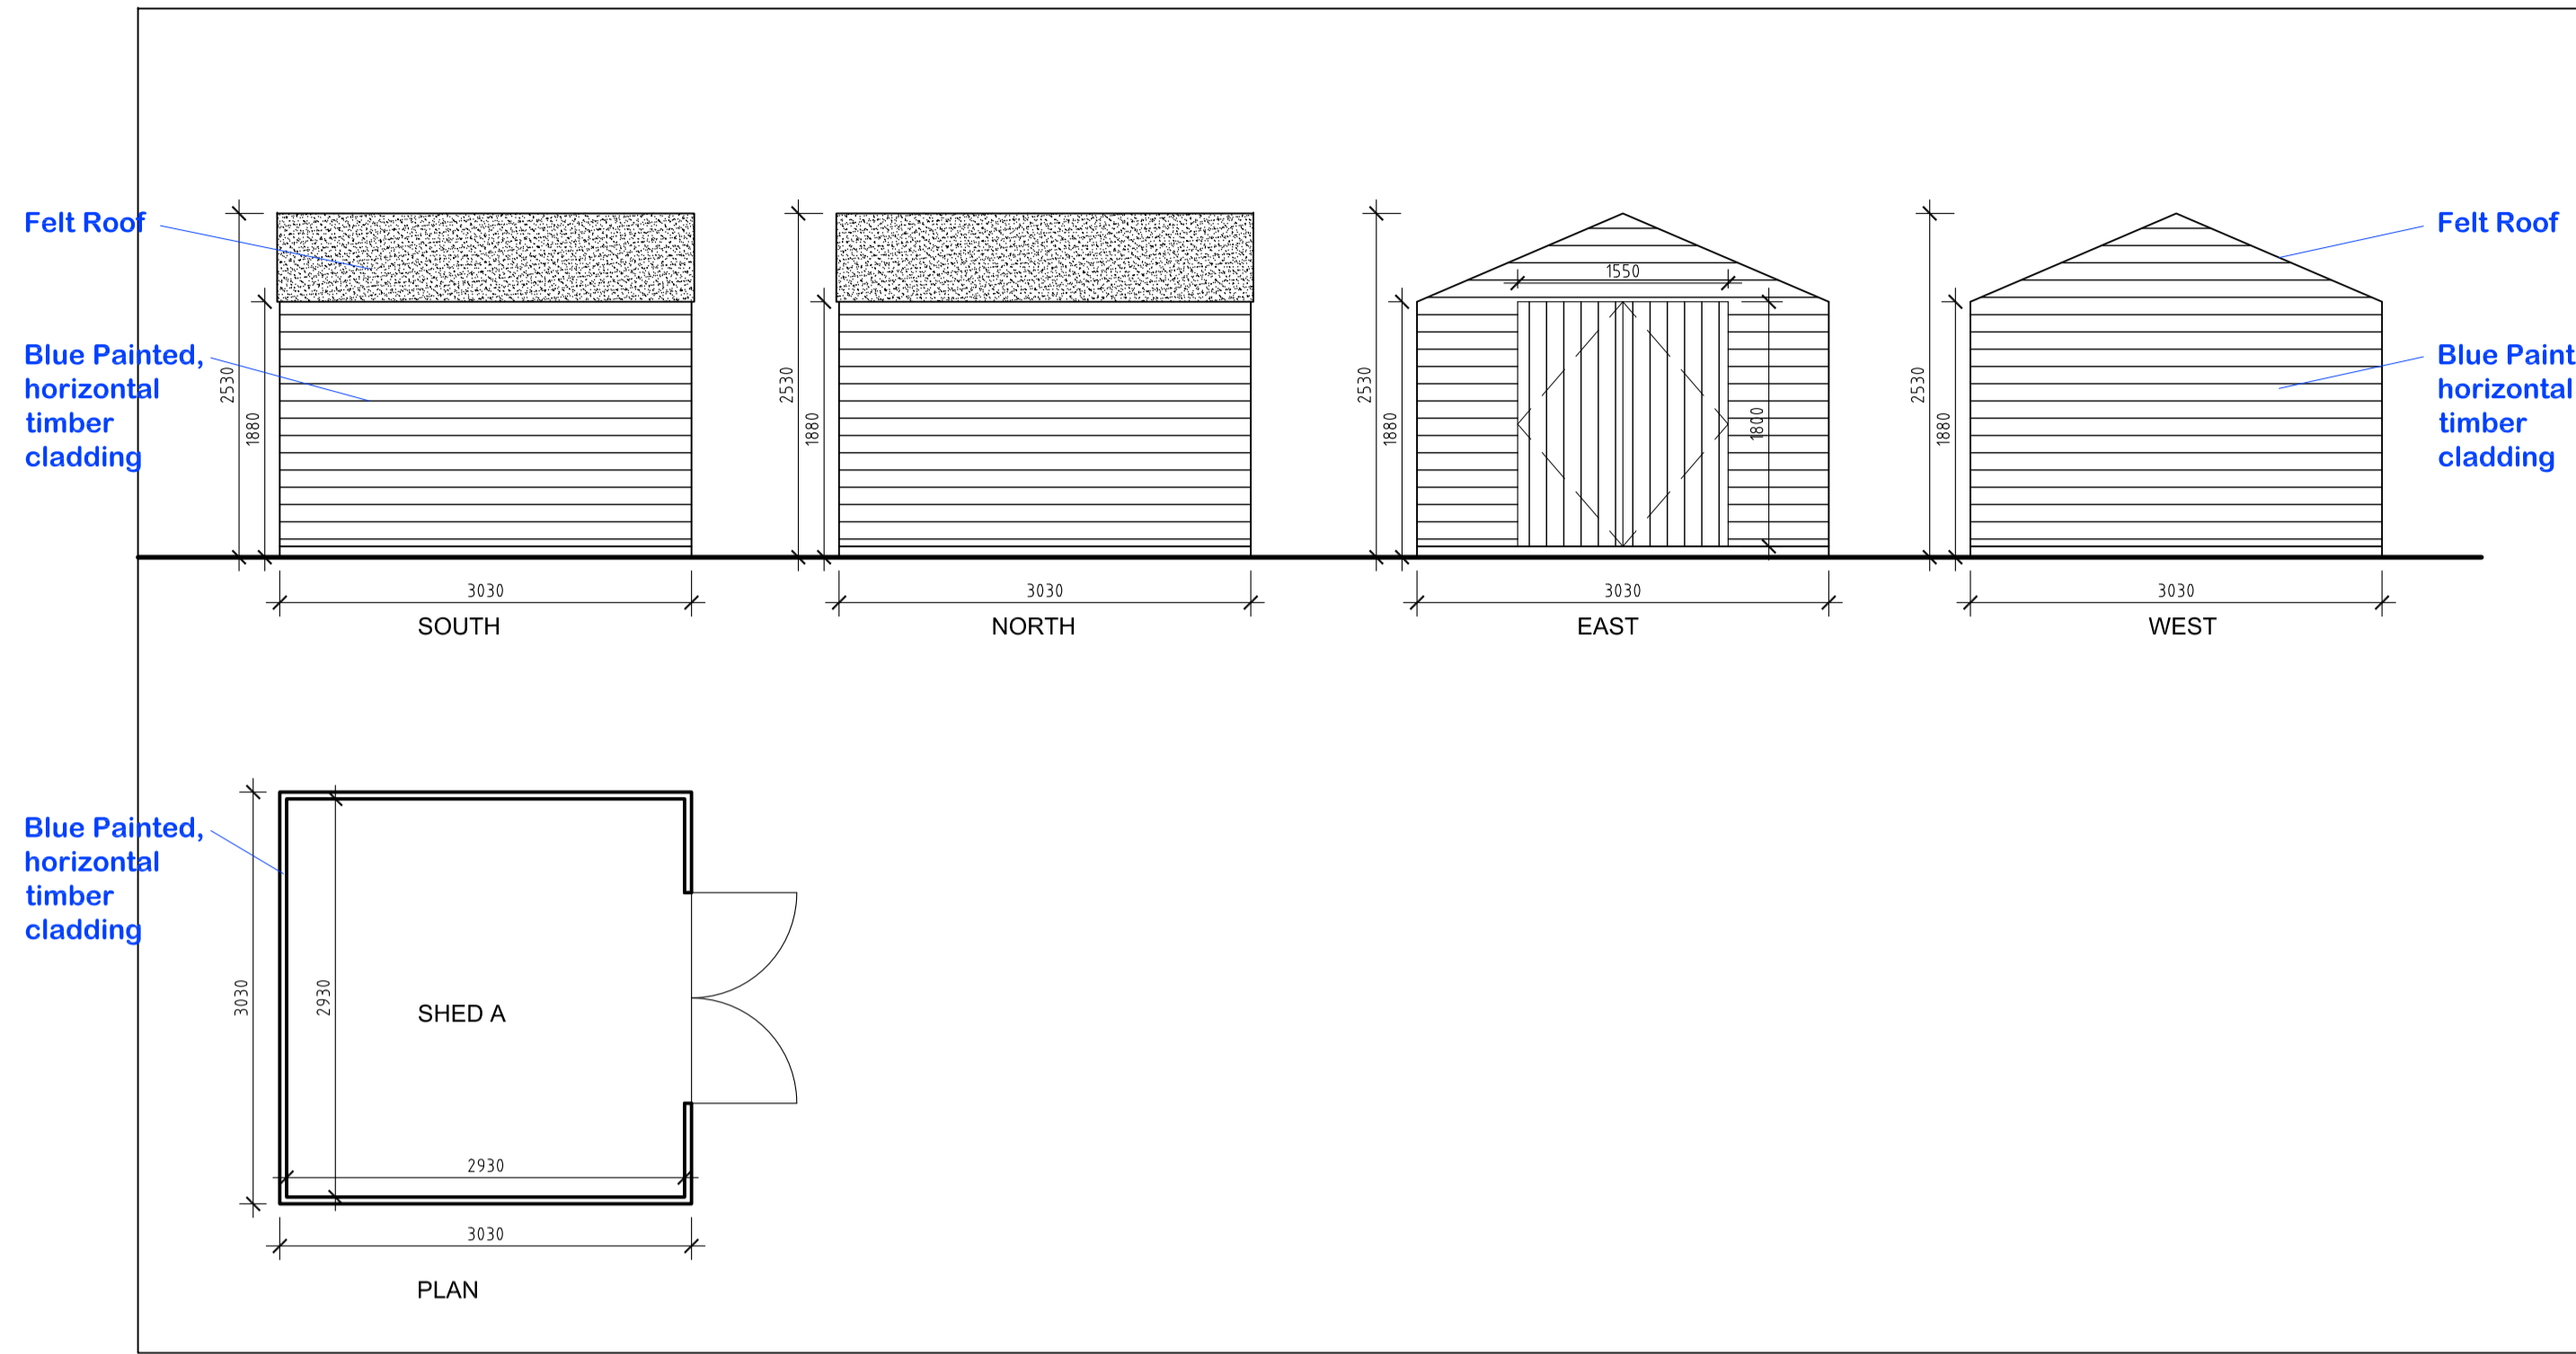 Felt Roof
Blue Painted,
horizontal
timber
cladding
2530
1880
3030
SOUTH
2530
1880
3030
NORTH
2530
1880
1550
1800
3030
EAST
2530
1880
3030
WEST
Felt Roof
Blue Paint
horizontal
timber
cladding
Blue Painted,
horizontal
timber
cladding
3030
2930
SHED A
2930
3030
PLAN